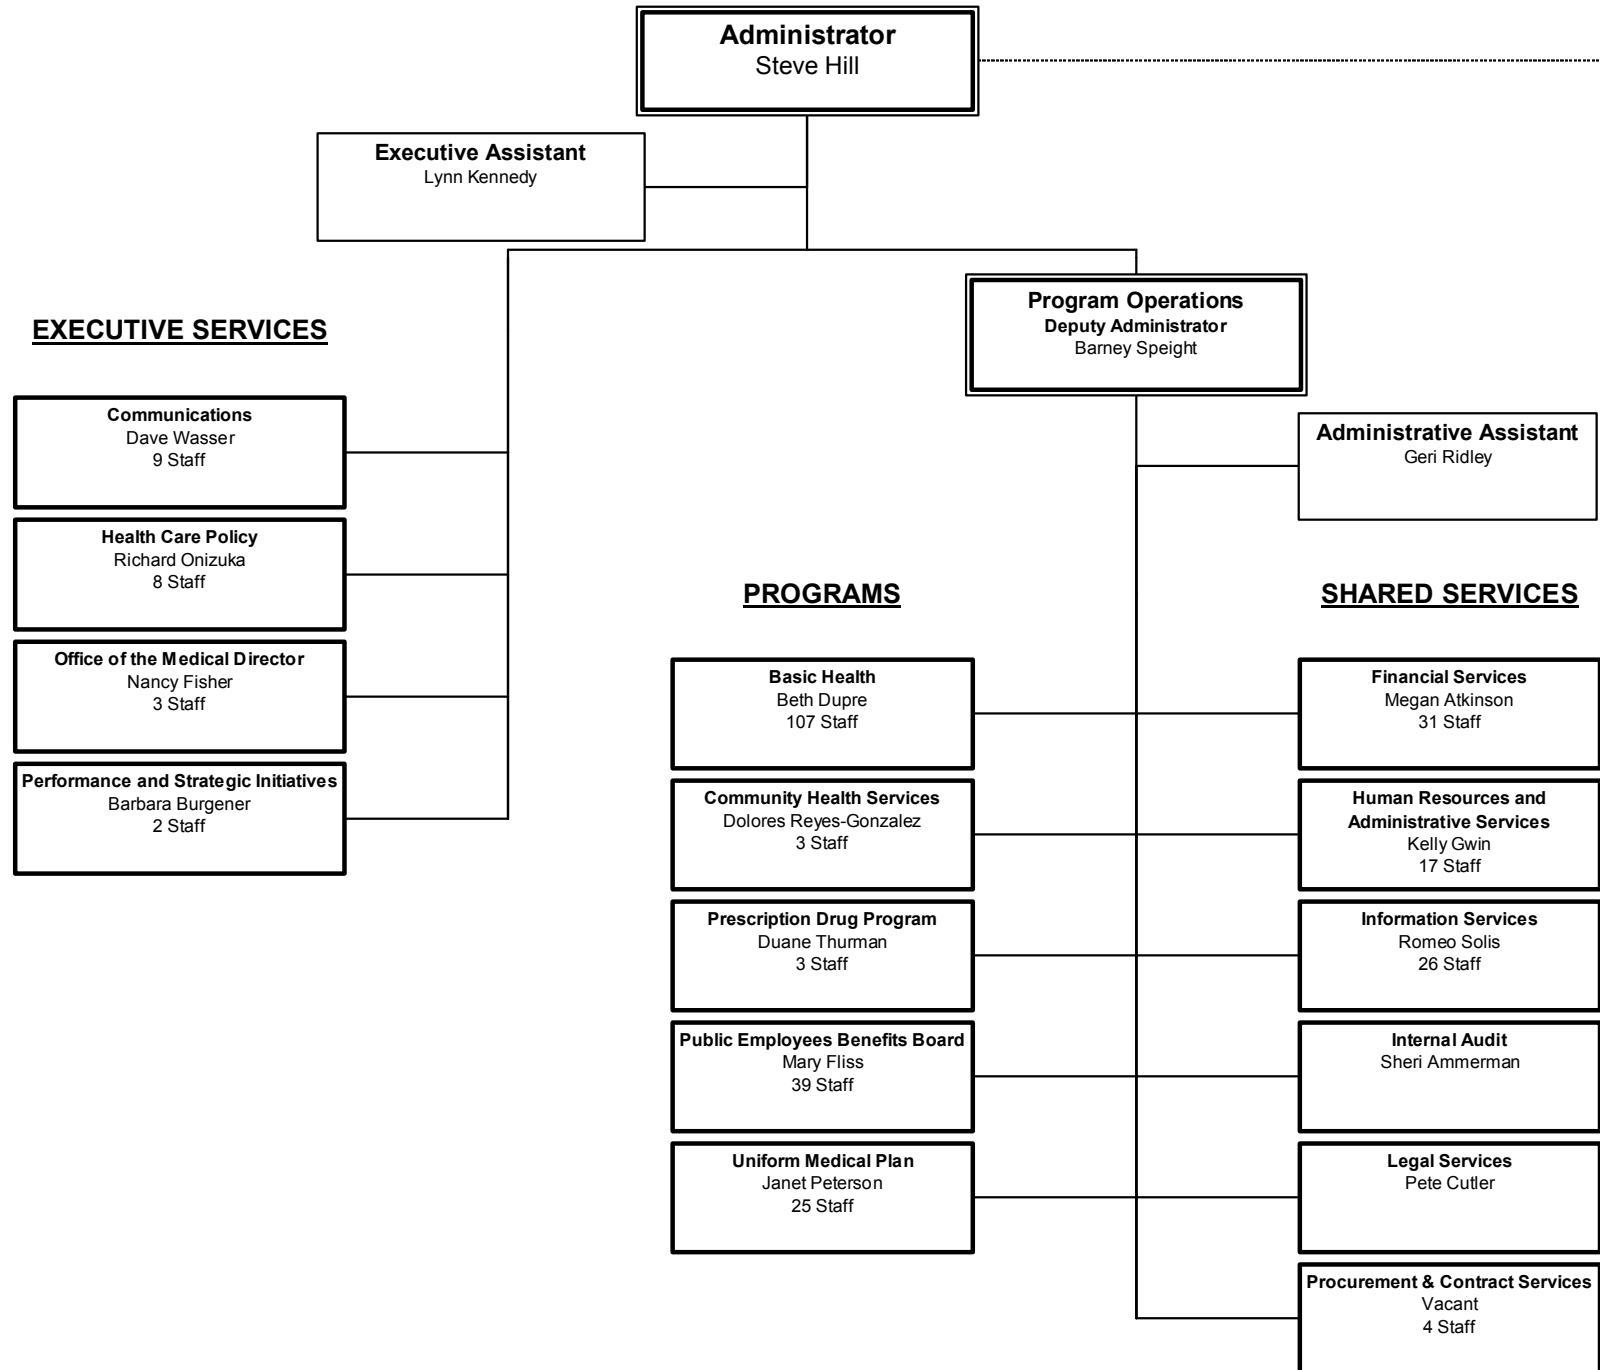 Administrator
Steve Hill
Executive Assistant
Lynn Kennedy
Program Operations
Deputy Administrator
Barney Speight
EXECUTIVE SERVICES
Communications
Dave Wasser
9 Staff
Health Care Policy
Richard Onizuka
8 Staff
Office of the Medical Director
Nancy Fisher
3 Staff
Performance and Strategic Initiatives
Barbara Burgener
2 Staff
Administrative Assistant
Geri Ridley
PROGRAMS
Basic Health
Beth Dupre
107 Staff
Community Health Services
Dolores Reyes-Gonzalez
3 Staff
Prescription Drug Program
Duane Thurman
3 Staff
Public Employees Benefits Board
Mary Fliss
39 Staff
Uniform Medical Plan
Janet Peterson
25 Staff
SHARED SERVICES
Financial Services
Megan Atkinson
31 Staff
Human Resources and
Administrative Services
Kelly Gwin
17 Staff
Information Services
Romeo Solis
26 Staff
Internal Audit
Sheri Ammerman
Legal Services
Pete Cutler
Procurement & Contract Services
Vacant
4 Staff